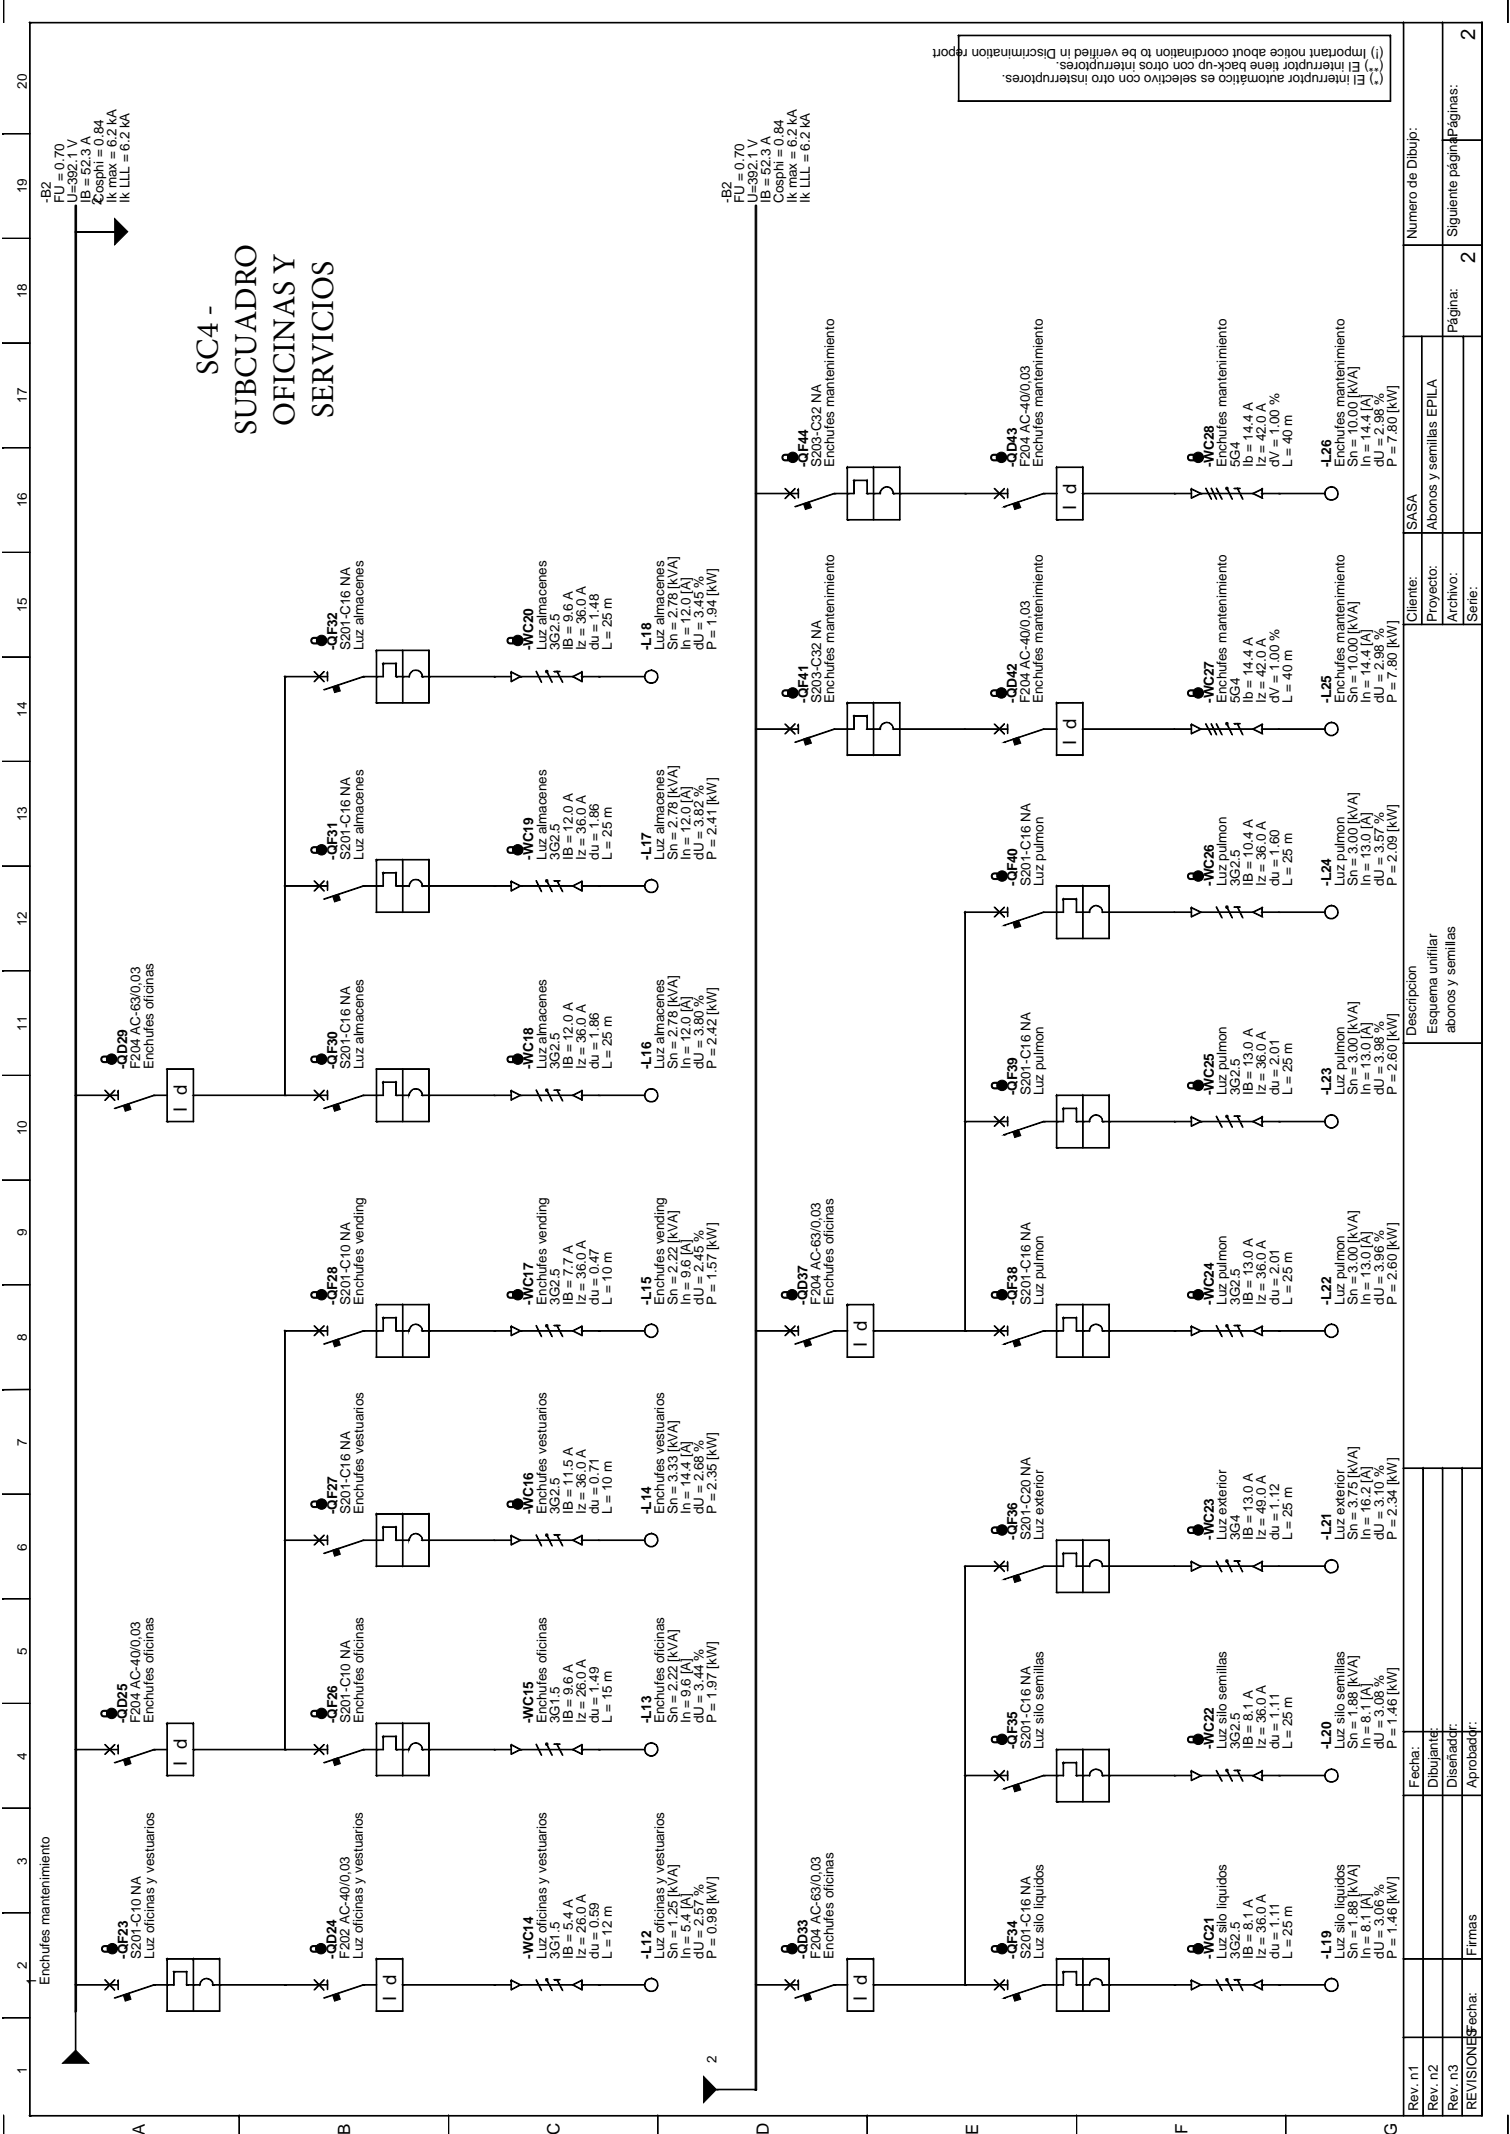 1 2 3 4 5 6 7 8 9 10 11 12 13 14 15 16 17 18 19 20
A
B
C
D
E
F
G
1
Enchufes mantenimiento
-B2
FU = 0.70
U=392.1 V
IB = 52.3 A
Cosphi = 0.84
Ik max = 6.2 kA
Ik LLL = 6.2 kA
2
SC4 -
SUBCUADRO
OFICINAS Y
SERVICIOS
-QF23
S201-C10 NA
Luz oficinas y vestuarios
-QD25
F204 AC-40/0,03
Enchufes oficinas
-QD29
F204 AC-63/0,03
Enchufes oficinas
-QD24
F202 AC-40/0,03
Luz oficinas y vestuarios
-QF26
S201-C10 NA
Enchufes oficinas
-QF27
S201-C16 NA
Enchufes vestuarios
-QF28
S201-C10 NA
Enchufes vending
-QF30
S201-C16 NA
Luz almacenes
-QF31
S201-C16 NA
Luz almacenes
-QF32
S201-C16 NA
Luz almacenes
I d
I d
I d
-WC14
Luz oficinas y vestuarios
3G1.5
IB = 5.4 A
Iz = 26.0 A
du = 0.59
L = 12 m
-WC15
Enchufes oficinas
3G1.5
IB = 9.6 A
Iz = 26.0 A
du = 1.49
L = 15 m
-WC16
Enchufes vestuarios
3G2.5
IB = 11.5 A
Iz = 36.0 A
du = 0.71
L = 10 m
-WC17
Enchufes vending
3G2.5
IB = 7.7 A
Iz = 36.0 A
du = 0.47
L = 10 m
-WC18
Luz almacenes
3G2.5
IB = 12.0 A
Iz = 36.0 A
du = 1.86
L = 25 m
-WC19
Luz almacenes
3G2.5
IB = 12.0 A
Iz = 36.0 A
du = 1.86
L = 25 m
-WC20
Luz almacenes
3G2.5
IB = 9.6 A
Iz = 36.0 A
du = 1.48
L = 25 m
-L12
Luz oficinas y vestuarios
Sn = 1.25 [kVA]
In = 5.4 [A]
dU = 2.57 %
P = 0.98 [kW]
-L13
Enchufes oficinas
Sn = 2.22 [kVA]
In = 9.6 [A]
dU = 3.44 %
P = 1.97 [kW]
-L14
Enchufes vestuarios
Sn = 3.33 [kVA]
In = 14.4 [A]
dU = 2.68 %
P = 2.35 [kW]
-L15
Enchufes vending
Sn = 2.22 [kVA]
In = 9.6 [A]
dU = 2.45 %
P = 1.57 [kW]
-L16
Luz almacenes
Sn = 2.78 [kVA]
In = 12.0 [A]
dU = 3.80 %
P = 2.42 [kW]
-L17
Luz almacenes
Sn = 2.78 [kVA]
In = 12.0 [A]
dU = 3.82 %
P = 2.41 [kW]
-L18
Luz almacenes
Sn = 2.78 [kVA]
In = 12.0 [A]
dU = 3.45 %
P = 1.94 [kW]
2
-B2
FU = 0.70
U=392.1 V
IB = 52.3 A
Cosphi = 0.84
Ik max = 6.2 kA
Ik LLL = 6.2 kA
-QD33
F204 AC-63/0,03
Enchufes oficinas
-QD37
F204 AC-63/0,03
Enchufes oficinas
-QF41
S203-C32 NA
Enchufes mantenimiento
-QF44
S203-C32 NA
Enchufes mantenimiento
I d
I d
-QF34
S201-C16 NA
Luz silo liquidos
-QF35
S201-C16 NA
Luz silo semillas
-QF36
S201-C20 NA
Luz exterior
-QF38
S201-C16 NA
Luz pulmon
-QF39
S201-C16 NA
Luz pulmon
-QF40
S201-C16 NA
Luz pulmon
-QD42
F204 AC-40/0,03
Enchufes mantenimiento
-QD43
F204 AC-40/0,03
Enchufes mantenimiento
I d
I d
-WC21
Luz silo liquidos
3G2.5
IB = 8.1 A
Iz = 36.0 A
du = 1.11
L = 25 m
-WC22
Luz silo semillas
3G2.5
IB = 8.1 A
Iz = 36.0 A
du = 1.11
L = 25 m
-WC23
Luz exterior
3G4
IB = 13.0 A
Iz = 49.0 A
du = 1.12
L = 25 m
-WC24
Luz pulmon
3G2.5
IB = 13.0 A
Iz = 36.0 A
du = 2.01
L = 25 m
-WC25
Luz pulmon
3G2.5
IB = 13.0 A
Iz = 36.0 A
du = 2.01
L = 25 m
-WC26
Luz pulmon
3G2.5
IB = 10.4 A
Iz = 36.0 A
du = 1.60
L = 25 m
-WC27
Enchufes mantenimiento
5G4
Ib = 14.4 A
Iz = 42.0 A
dV = 1.00 %
L = 40 m
-WC28
Enchufes mantenimiento
5G4
Ib = 14.4 A
Iz = 42.0 A
dV = 1.00 %
L = 40 m
-L19
Luz silo liquidos
Sn = 1.88 [kVA]
In = 8.1 [A]
dU = 3.06 %
P = 1.46 [kW]
-L20
Luz silo semillas
Sn = 1.88 [kVA]
In = 8.1 [A]
dU = 3.08 %
P = 1.46 [kW]
-L21
Luz exterior
Sn = 3.75 [kVA]
In = 16.2 [A]
dU = 3.10 %
P = 2.34 [kW]
-L22
Luz pulmon
Sn = 3.00 [kVA]
In = 13.0 [A]
dU = 3.96 %
P = 2.60 [kW]
-L23
Luz pulmon
Sn = 3.00 [kVA]
In = 13.0 [A]
dU = 3.98 %
P = 2.60 [kW]
-L24
Luz pulmon
Sn = 3.00 [kVA]
In = 13.0 [A]
dU = 3.57 %
P = 2.09 [kW]
-L25
Enchufes mantenimiento
Sn = 10.00 [kVA]
In = 14.4 [A]
dU = 2.98 %
P = 7.80 [kW]
-L26
Enchufes mantenimiento
Sn = 10.00 [kVA]
In = 14.4 [A]
dU = 2.98 %
P = 7.80 [kW]
(*) El interruptor automático es selectivo con otro insterruptores.
(**) El interruptor tiene back-up con otros interruptores.
(!) Important notice about coordination to be verified in Discrimination report
Rev. n1
Rev. n2
Rev. n3
REVISIONES
Fecha:
Firmas
Fecha:
Dibujante:
Diseñador:
Aprobador:
Descripcion
Esquema unifilar
abonos y semillas
Cliente:
SASA
Proyecto:
Abonos y semillas EPILA
Archivo:
Serie:
Numero de Dibujo:
Página:
2
Siguiente página
Páginas:
2